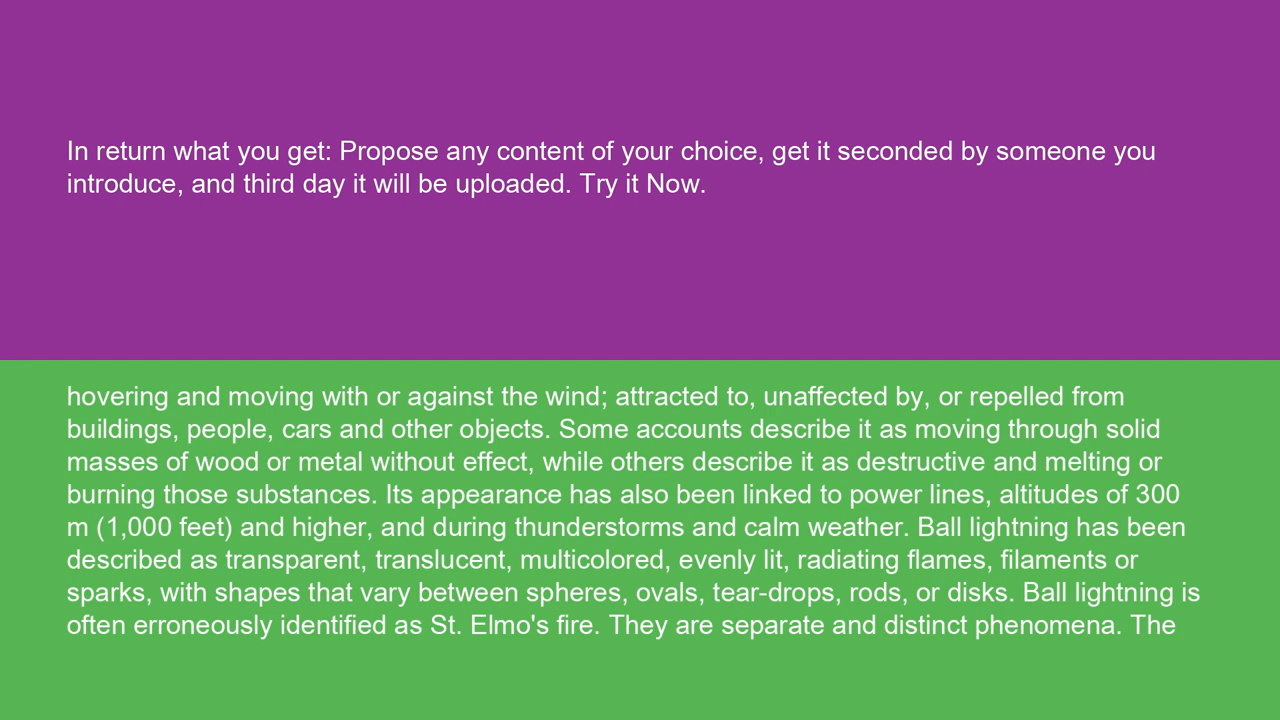 In return what you get: Propose any content of your choice, get it seconded by someone you
introduce, and third day it will be uploaded. Try it Now.
hovering and moving with or against the wind; attracted to, unaffected by, or repelled from
buildings, people, cars and other objects. Some accounts describe it as moving through solid
masses of wood or metal without effect, while others describe it as destructive and melting or
burning those substances. Its appearance has also been linked to power lines, altitudes of 300
m (1,000 feet) and higher, and during thunderstorms and calm weather. Ball lightning has been
described as transparent, translucent, multicolored, evenly lit, radiating flames, filaments or
sparks, with shapes that vary between spheres, ovals, tear-drops, rods, or disks. Ball lightning is
often erroneously identified as St. Elmo's fire. They are separate and distinct phenomena. The